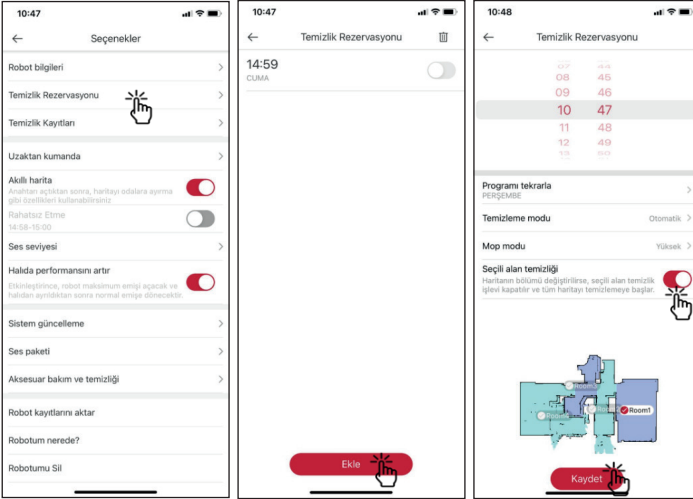 10:47
Seçenekler
Robot bilgileri
Temizlik Rezervasyonu
Temizlik Kayıtları
Uzaktan kumanda
Akıllı harita
Anahtarı açtıktan sonra, haritayı odalara ayırma
gibi özellikleri kullanabilirsiniz
Rahatsız Etme
14:58-15:00
Ses seviyesi
Halıda performansını artır
Etkinleştirince, robot maksimum emişi açacak ve
halıdan ayrıldıktan sonra normal emişe dönecektir.
Sistem güncelleme
Ses paketi
Aksesuar bakım ve temizliği
Robot kayıtlarını aktar
Robotum nerede?
Robotumu Sil
10:47
Temizlik Rezervasyonu
14:59
CUMA
Ekle
10:48
Temizlik Rezervasyonu
07 44
08 45
09 46
10 47
11 48
12 49
13 50
Programı tekrarla
PERŞEMBE
Temizleme modu Otomatik
Mop modu Yüksek
Seçili alan temizliği
Haritanın bölümü değiştirilirse, seçili alan temizlik
işlevi kapatılır ve tüm haritayı temizlemeye başlar.
Room1
Kaydet